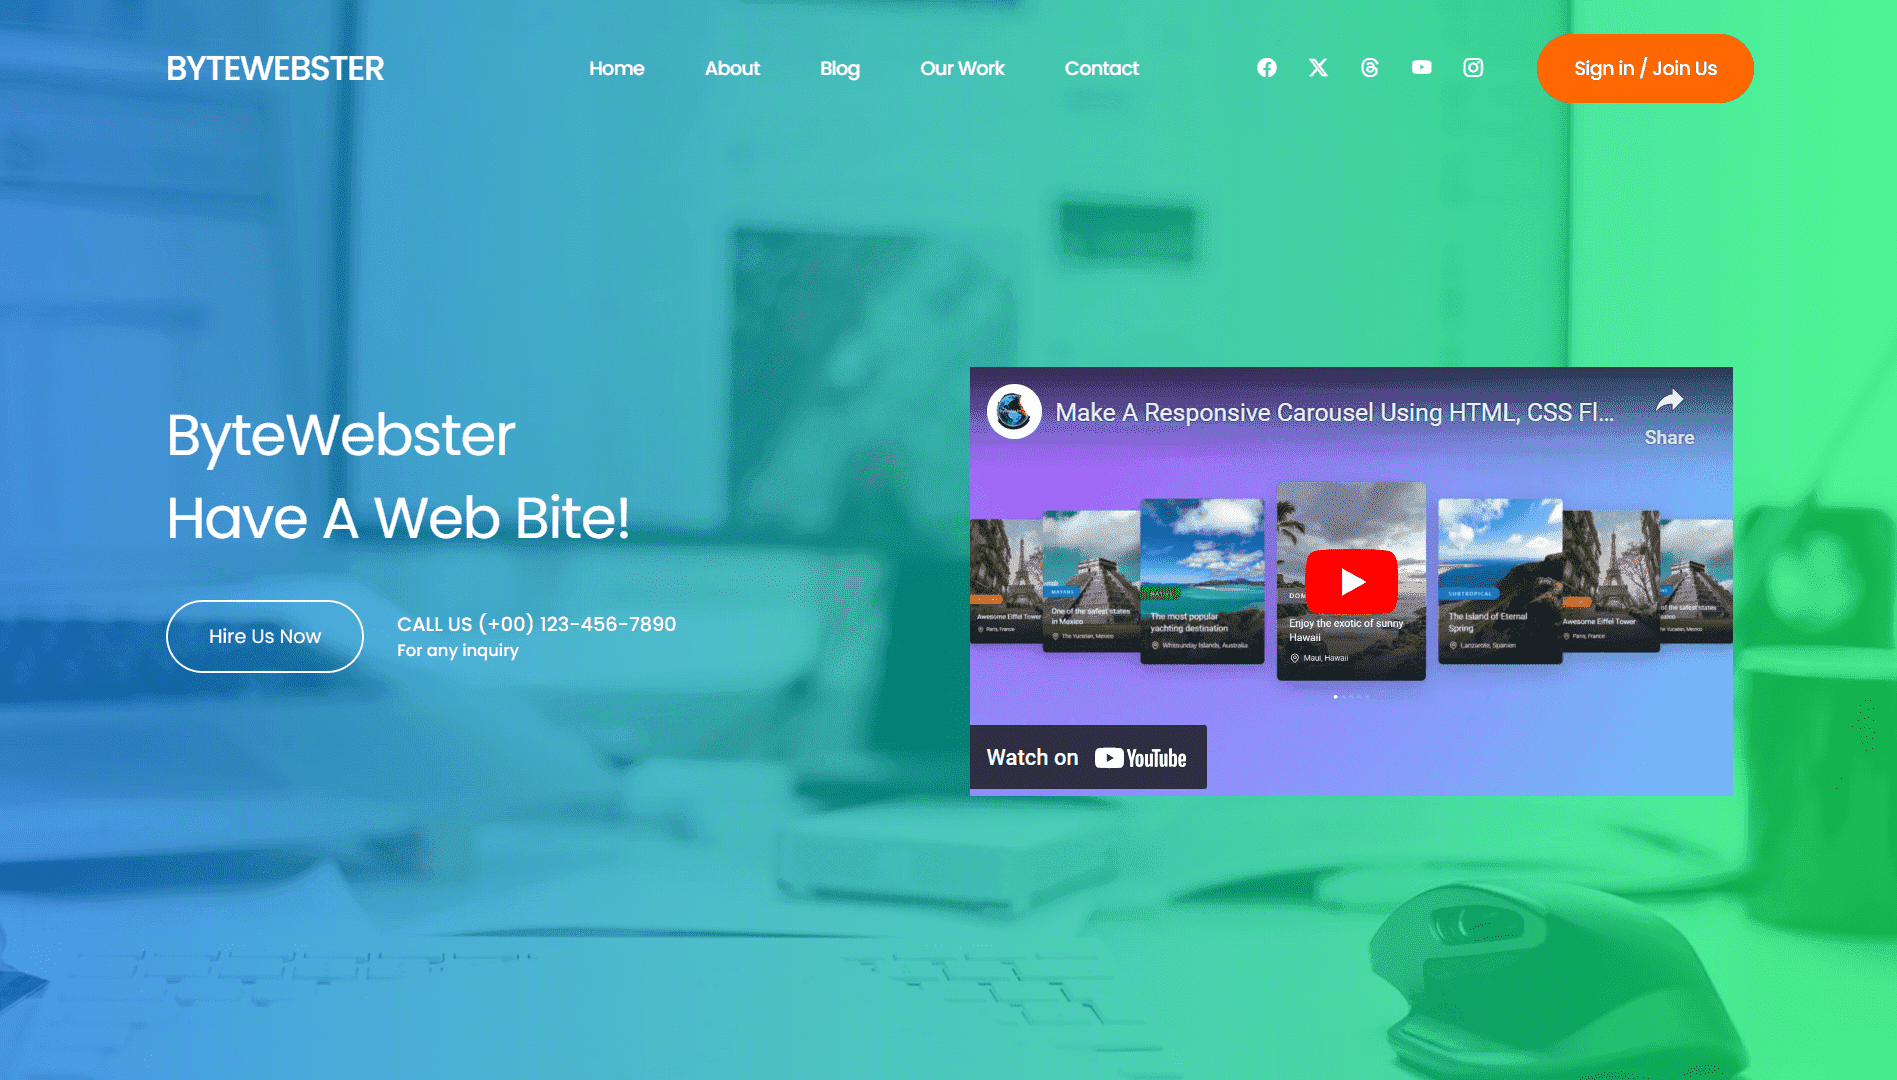 BYTEWEBSTER
Home
About
Blog
Our Work
Contact
Sign in / Join Us
ByteWebster
Have A Web Bite!
Hire Us Now
CALL US (+00) 123-456-7890
For any inquiry
Make A Responsive Carousel Using HTML, CSS Fl...
Share
Awesome Eiffel Tower
Paris, France
MAYANS
One of the safest states
in Mexico
The Yucatan, Mexico
The most popular
yachting destination
Whitsunday Islands, Australia
DOM
Enjoy the exotic of sunny
Hawaii
Maui, Hawaii
SUBTROPICAL
The Island of Eternal
Spring
Lanzarote, Spanien
Awesome Eiffel Tower
Paris, France
of the safest states
Mexico
Yucatan, Mexico
Watch on YouTube